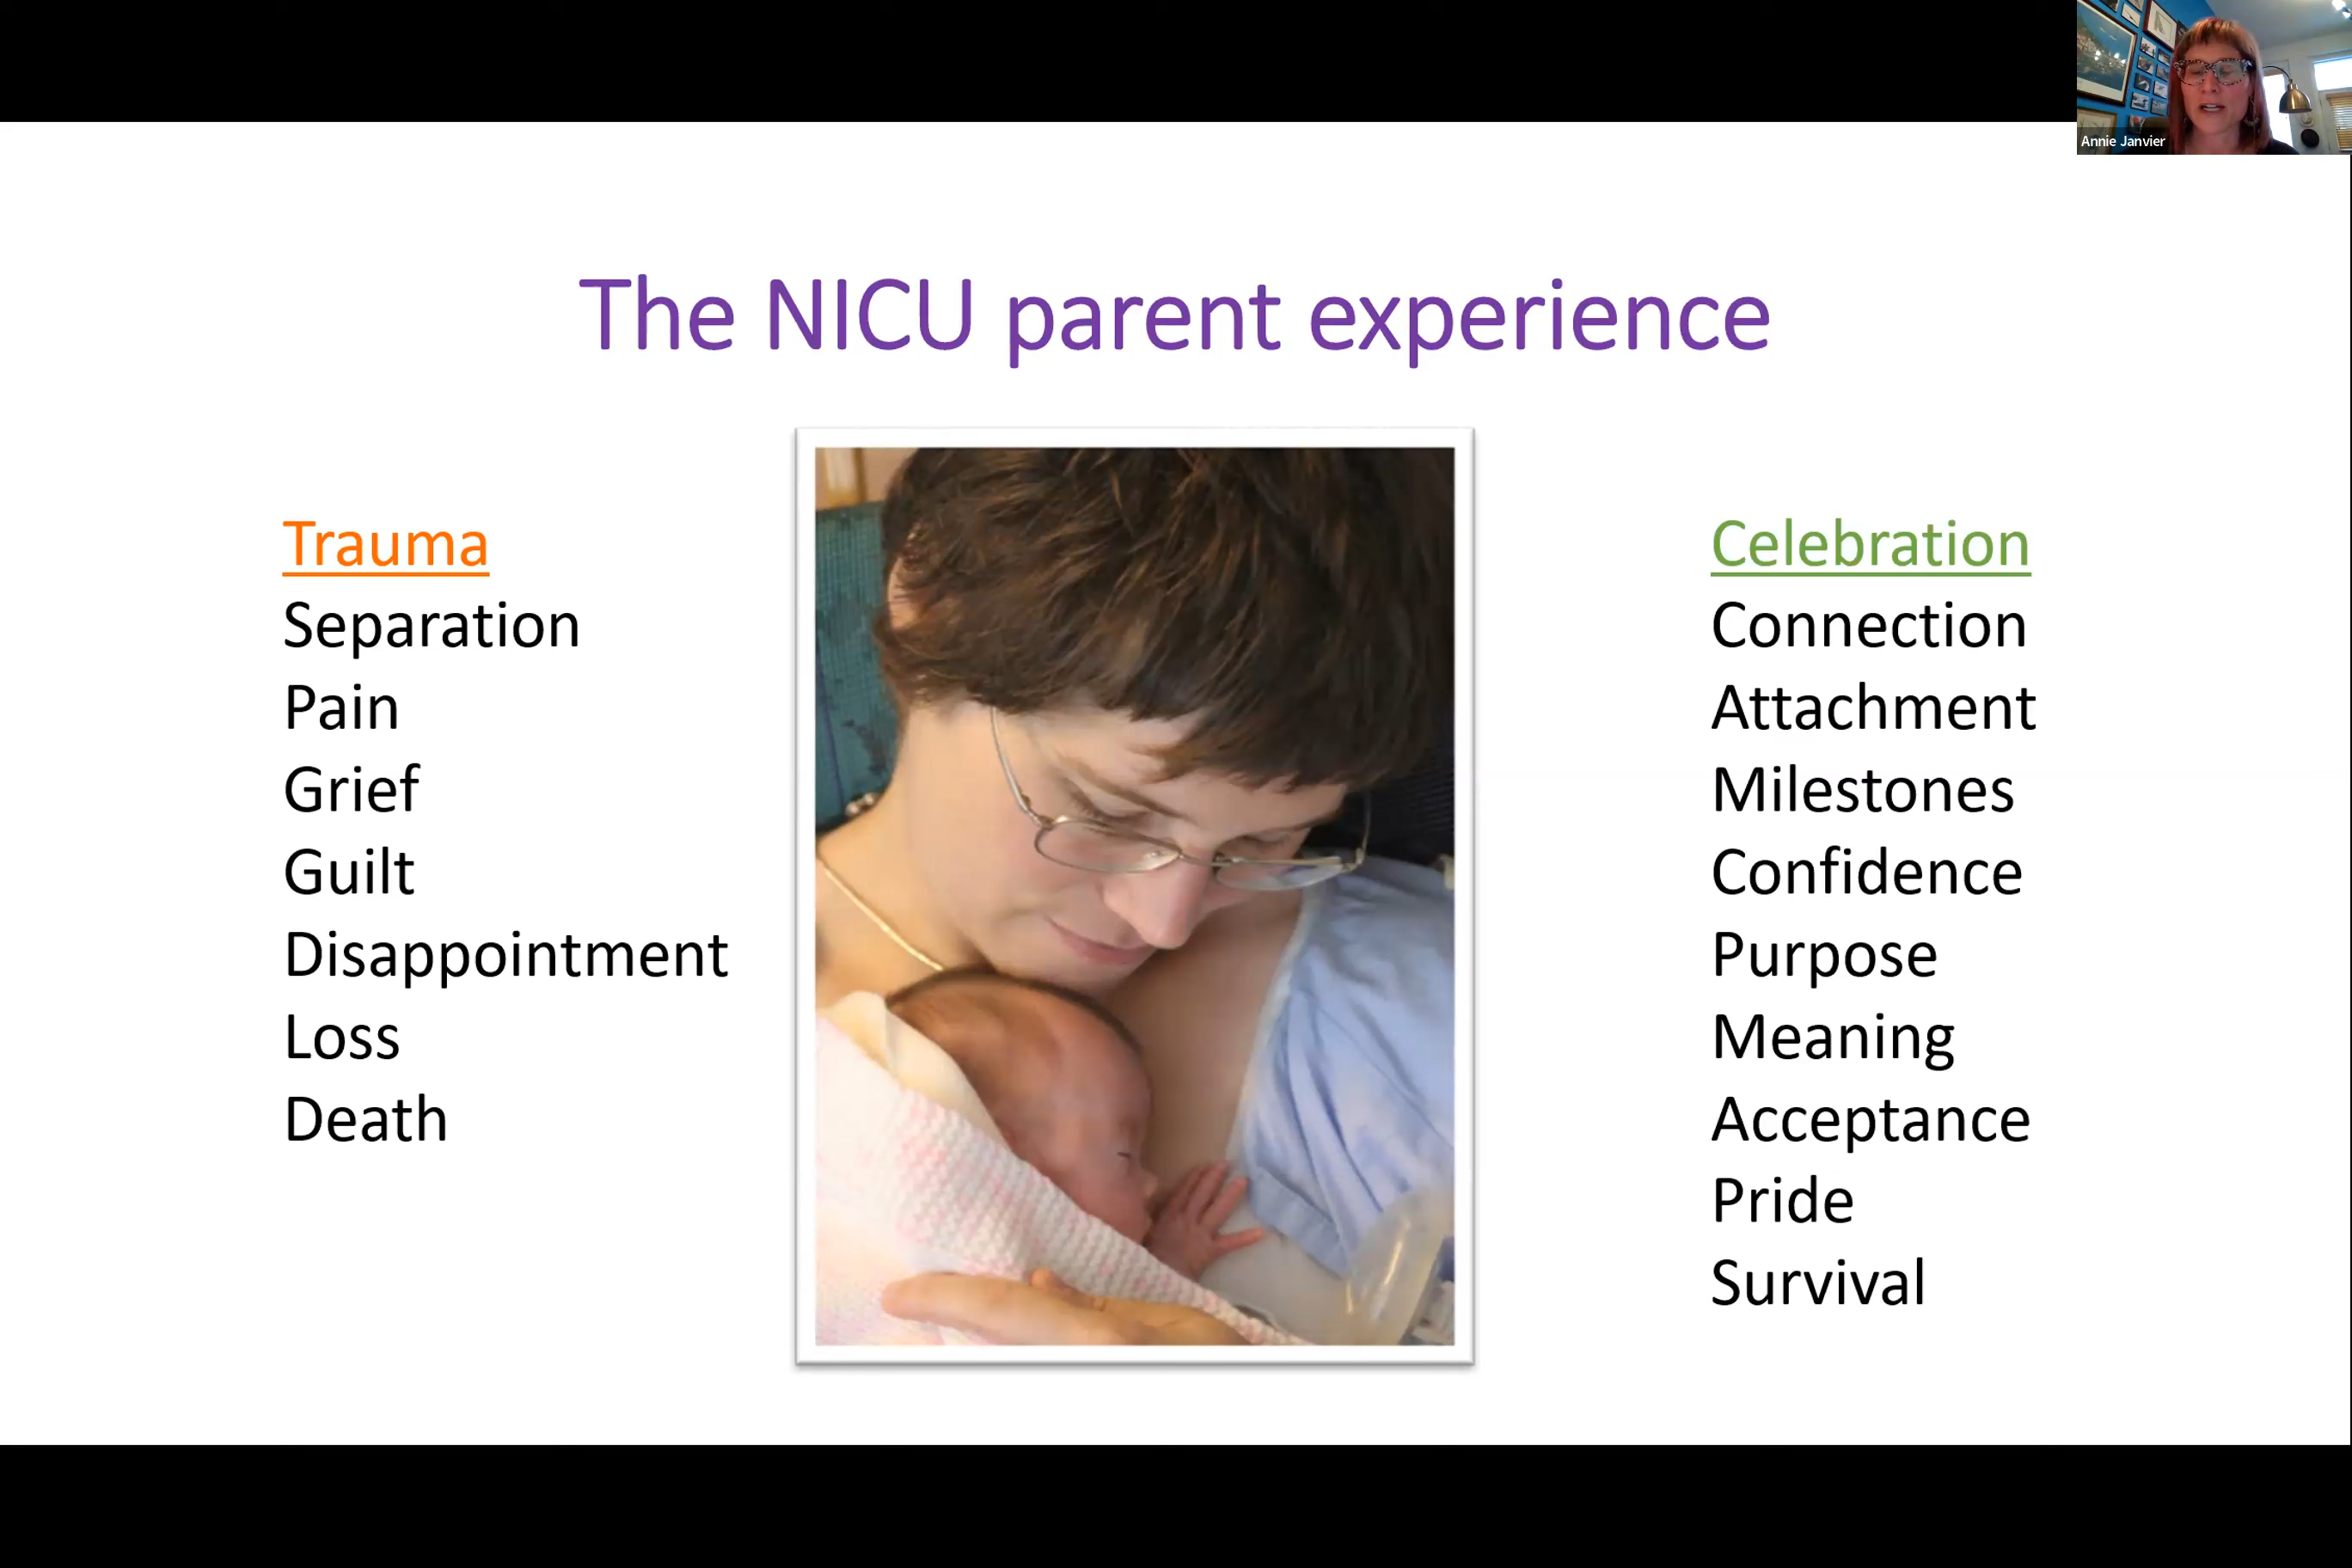 Annie Janvier
The NICU parent experience
Trauma
Separation
Pain
Grief
Guilt
Disappointment
Loss
Death
Celebration
Connection
Attachment
Milestones
Confidence
Purpose
Meaning
Acceptance
Pride
Survival